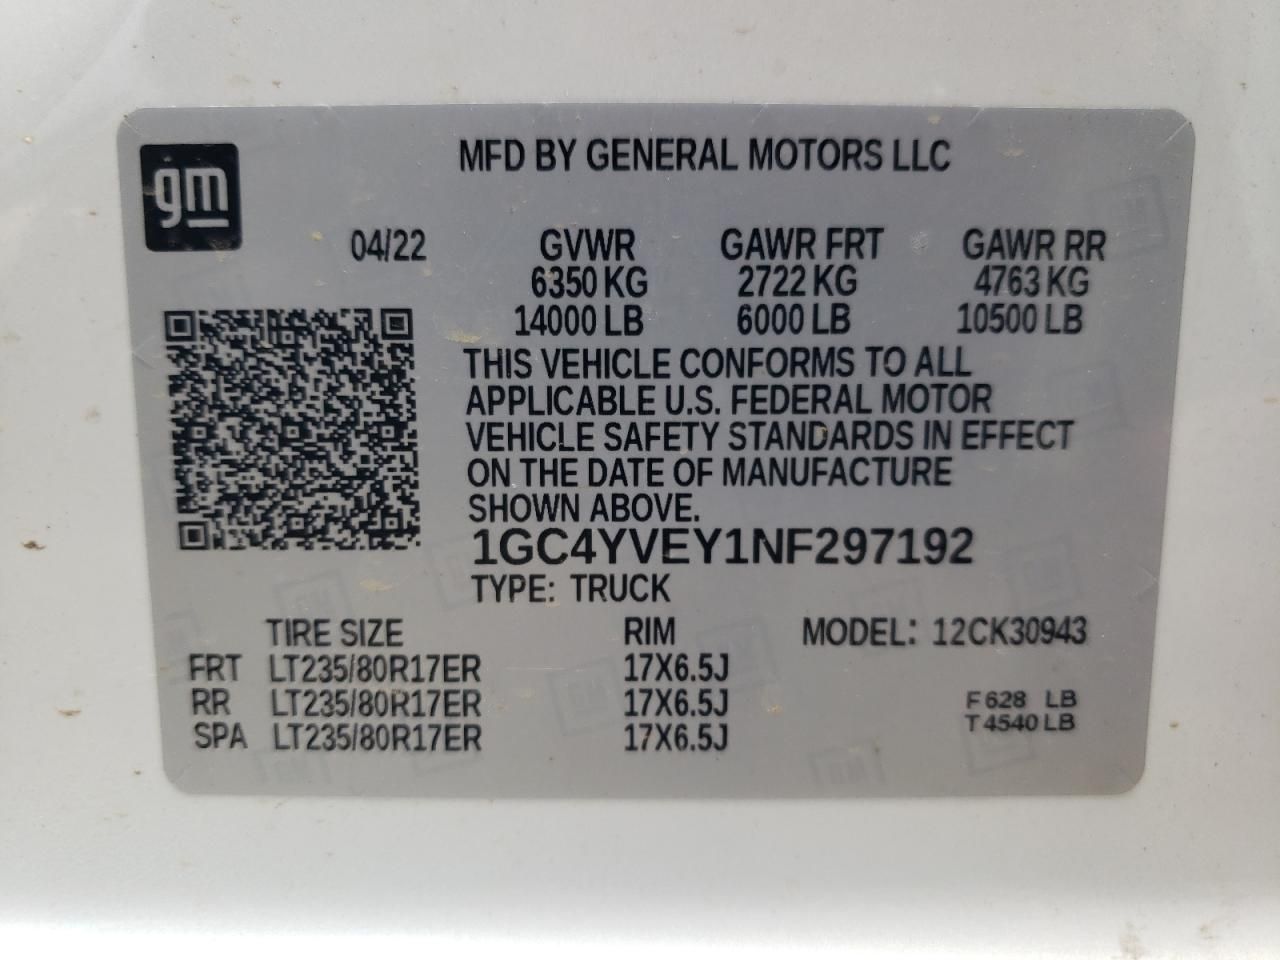 gm
MFD BY GENERAL MOTORS LLC
04/22 GVWR GAWR FRT GAWR RR
6350 KG 2722 KG 4763 KG
14000 LB 6000 LB 10500 LB
THIS VEHICLE CONFORMS TO ALL
APPLICABLE U.S. FEDERAL MOTOR
VEHICLE SAFETY STANDARDS IN EFFECT
ON THE DATE OF MANUFACTURE
SHOWN ABOVE.
1GC4YVEY1NF297192
TYPE: TRUCK
TIRE SIZE RIM MODEL: 12CK30943
FRT LT235/80R17ER 17X6.5J
RR LT235/80R17ER 17X6.5J F 628 LB
SPA LT235/80R17ER 17X6.5J T 4540 LB